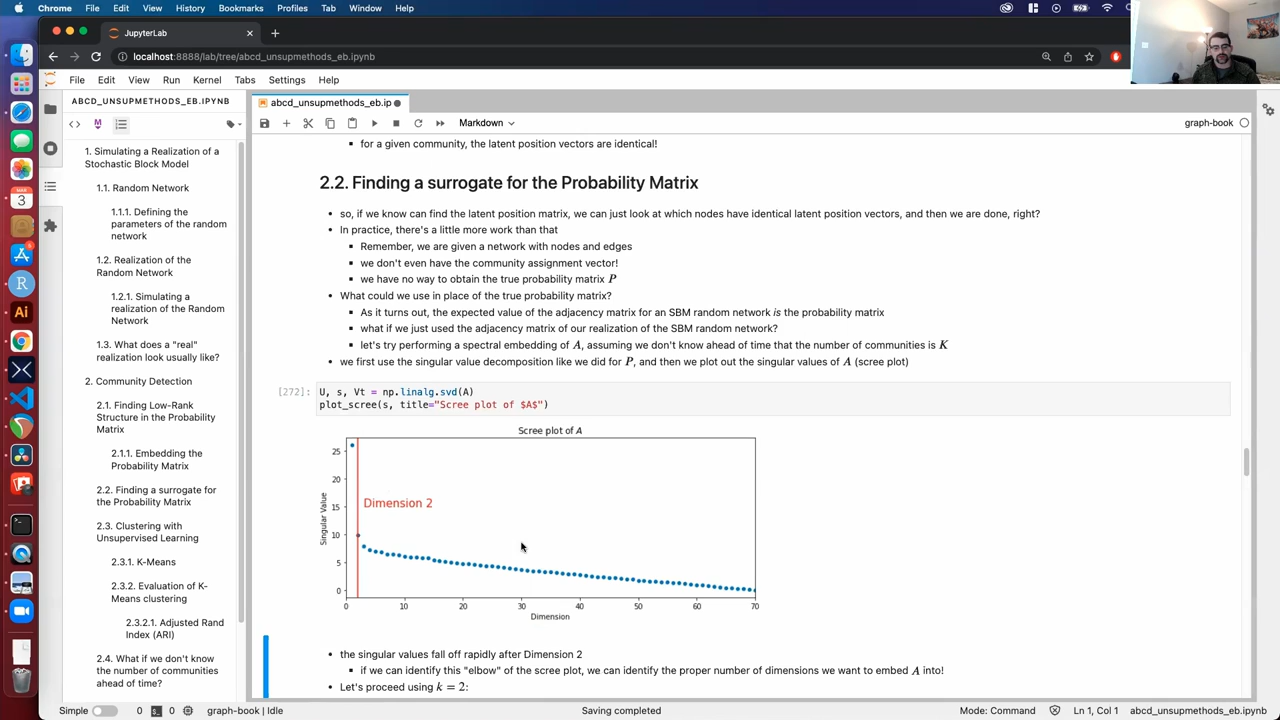 Chrome File Edit View History Bookmarks Profiles Tab Window Help
JupyterLab
localhost:8888/lab/tree/abcd_unsupmethods_eb.ipynb
File Edit View Run Kernel Tabs Settings Help
ABCD_UNSUPMETHODS_EB.IPYNB
1. Simulating a Realization of a
Stochastic Block Model
1.1. Random Network
1.1.1. Defining the
parameters of the random
network
1.2. Realization of the
Random Network
1.2.1. Simulating a
realization of the Random
Network
1.3. What does a "real"
realization look usually like?
2. Community Detection
2.1. Finding Low-Rank
Structure in the Probability
Matrix
2.1.1. Embedding the
Probability Matrix
2.2. Finding a surrogate for
the Probability Matrix
2.3. Clustering with
Unsupervised Learning
2.3.1. K-Means
2.3.2. Evaluation of K-
Means clustering
2.3.2.1. Adjusted Rand
Index (ARI)
2.4. What if we don't know
the number of communities
ahead of time?
abcd_unsupmethods_eb.ip
Markdown
graph-book
for a given community, the latent position vectors are identical!
2.2. Finding a surrogate for the Probability Matrix
so, if we know can find the latent position matrix, we can just look at which nodes have identical latent position vectors, and then we are done, right?
In practice, there's a little more work than that
Remember, we are given a network with nodes and edges
we don't even have the community assignment vector!
we have no way to obtain the true probability matrix P
What could we use in place of the true probability matrix?
As it turns out, the expected value of the adjacency matrix for an SBM random network is the probability matrix
what if we just used the adjacency matrix of our realization of the SBM random network?
let's try performing a spectral embedding of A, assuming we don't know ahead of time that the number of communities is K
we first use the singular value decomposition like we did for P, and then we plot out the singular values of A (scree plot)
[272]: U, s, Vt = np.linalg.svd(A)
plot_scree(s, title="Scree plot of $A$")
Scree plot of A
Singular Value
25
20
15
10
5
0
Dimension 2
0 10 20 30 40 50 60 70
Dimension
the singular values fall off rapidly after Dimension 2
if we can identify this "elbow" of the scree plot, we can identify the proper number of dimensions we want to embed A into!
Let's proceed using k = 2:
Simple 0 0 graph-book | Idle Saving completed Mode: Command Ln 1, Col 1 abcd_unsupmethods_eb.ipynb